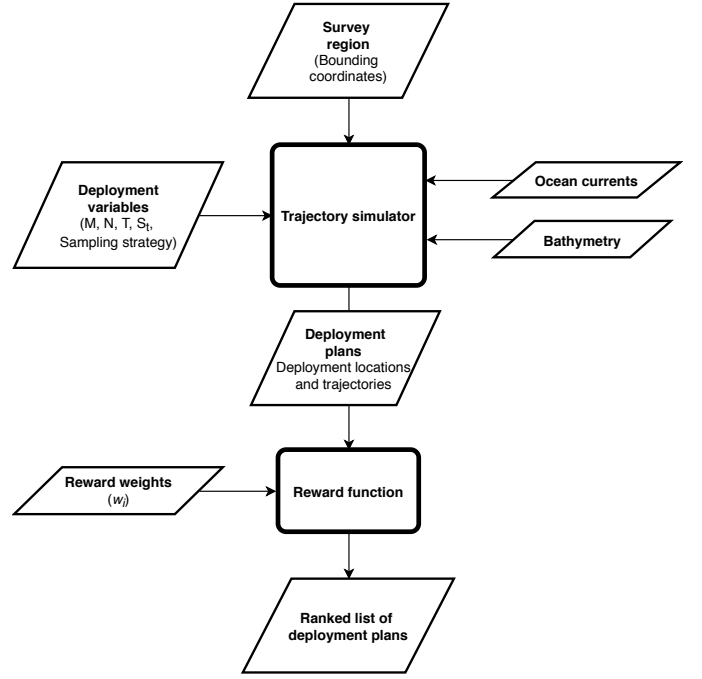 Survey
region
(Bounding
coordinates)
Deployment
variables
(M, N, T, St,
Sampling strategy)
Trajectory simulator
Ocean currents
Bathymetry
Deployment
plans
Deployment locations
and trajectories
Reward weights
(wi)
Reward function
Ranked list of
deployment plans